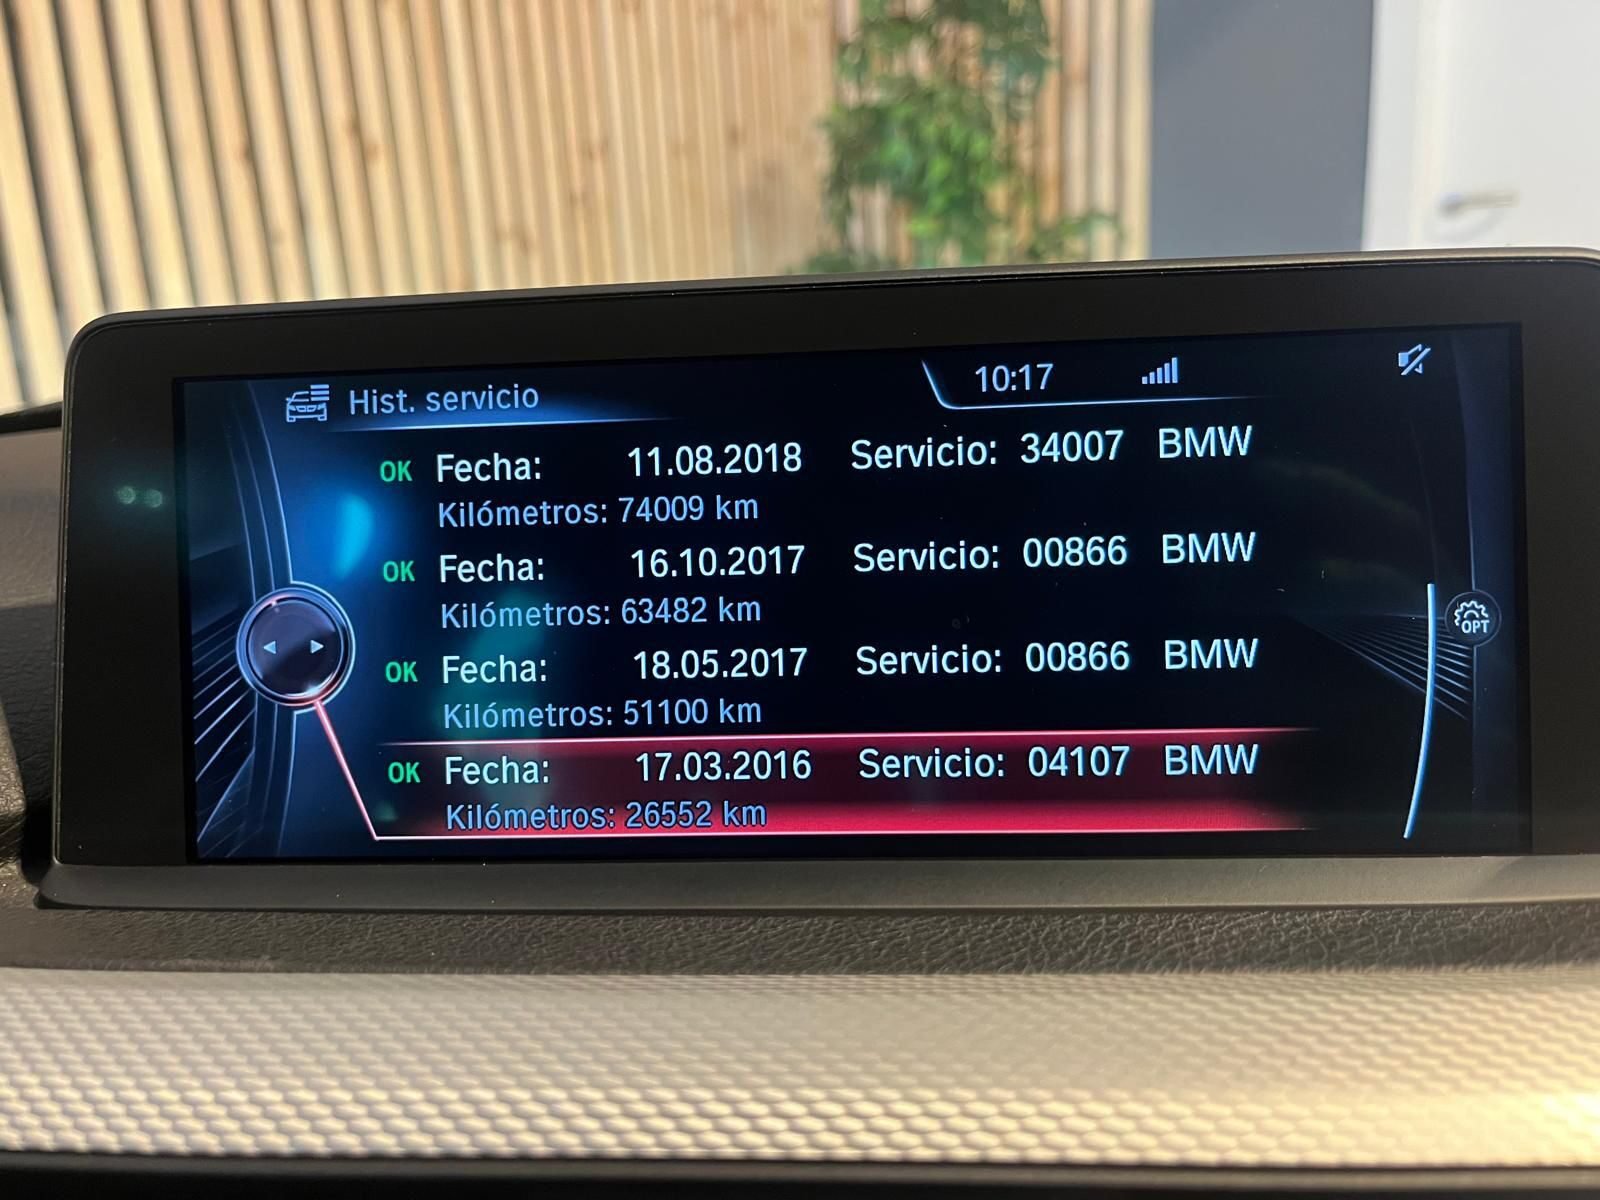 Hist. servicio 10:17
OK Fecha: 11.08.2018 Servicio: 34007 BMW
Kilómetros: 74009 km
OK Fecha: 16.10.2017 Servicio: 00866 BMW
Kilómetros: 63482 km
OK Fecha: 18.05.2017 Servicio: 00866 BMW
Kilómetros: 51100 km
OPT
OK Fecha: 17.03.2016 Servicio: 04107 BMW
Kilómetros: 26552 km